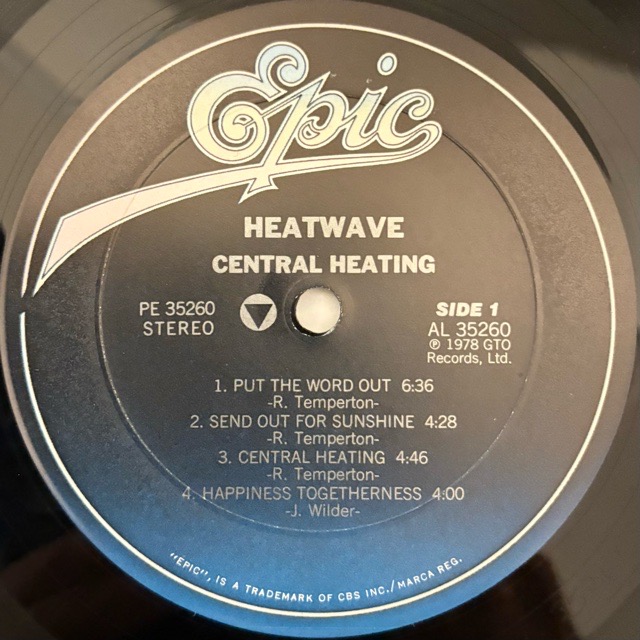 Epic
HEATWAVE
CENTRAL HEATING
PE 35260
STEREO
SIDE 1
AL 35260
℗ 1978 GTO
Records, Ltd.
1. PUT THE WORD OUT 6:36
-R. Temperton-
2. SEND OUT FOR SUNSHINE 4:28
-R. Temperton-
3. CENTRAL HEATING 4:46
-R. Temperton-
4. HAPPINESS TOGETHERNESS 4:00
-J. Wilder-
"EPIC", IS A TRADEMARK OF CBS INC./MARCA REG.